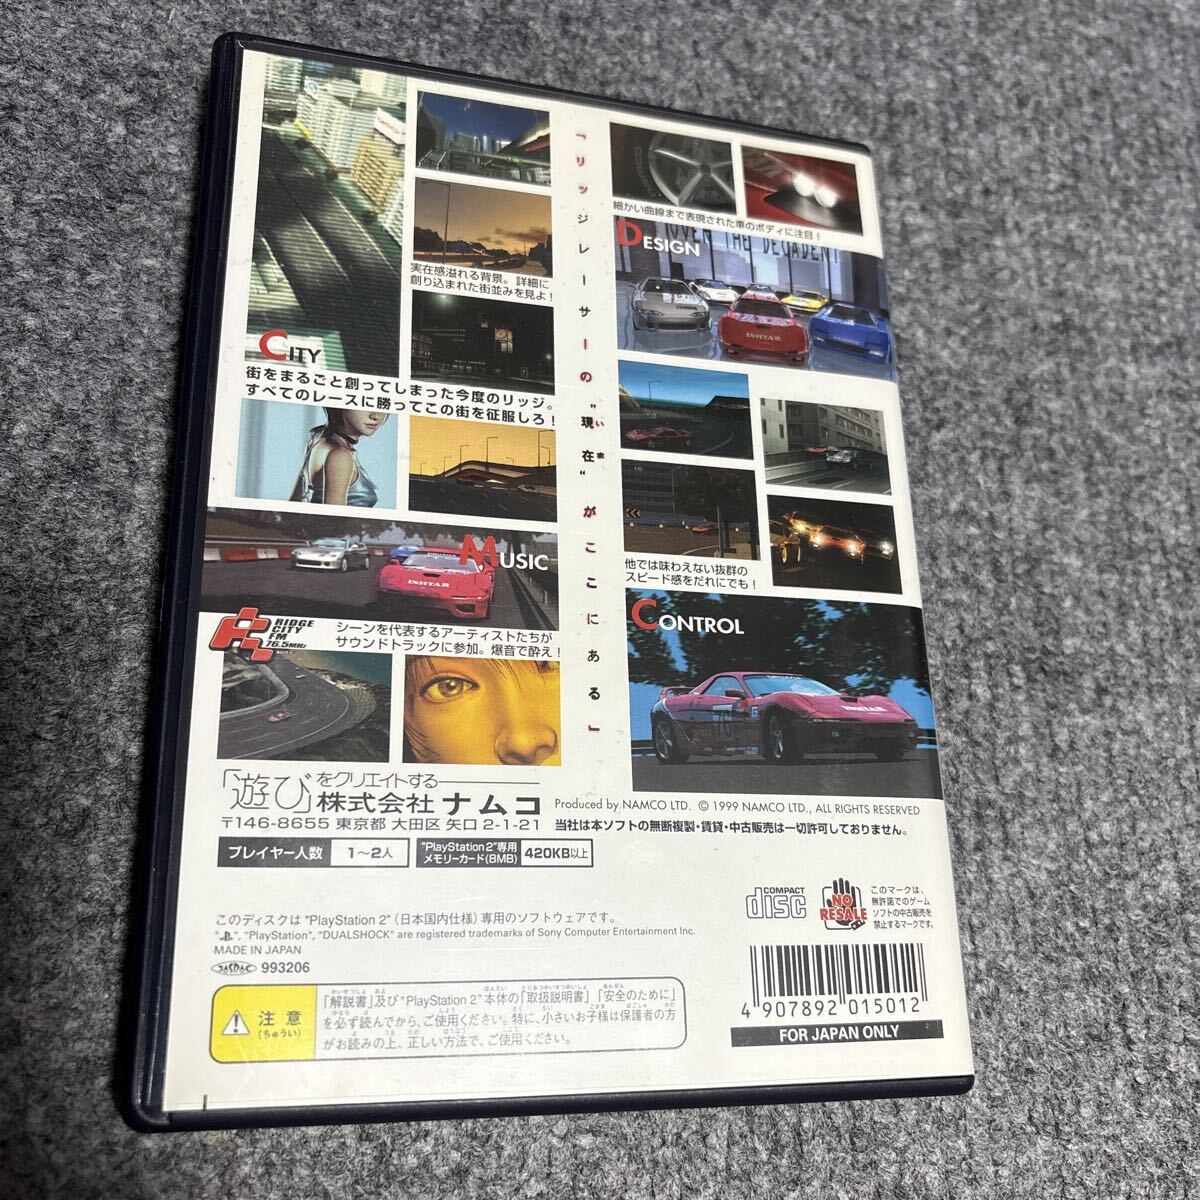 実在感溢れる背景。詳細に
創り込まれた街並みを見よ!
CITY
街をまるごと創ってしまった今度のリッジ。
すべてのレースに勝ってこの街を征服しろ!
MUSIC
ISHTAR
RIDGE
CITY
FM
76.5MHz
シーンを代表するアーティストたちが
サウンドトラックに参加。爆音で酔え!
『リッジレーサーの"現在"がここにある』
いま
細かい曲線まで表現された車のボディに注目!
DESIGN
ISHTAR
他では味わえない抜群の
スピード感をだれにでも!
CONTROL
ISHTAR
「遊び」をクリエイトする
株式会社 ナムコ
〒146-8655 東京都 大田区 矢口 2-1-21
Produced by NAMCO LTD. © 1999 NAMCO LTD., ALL RIGHTS RESERVED
当社は本ソフトの無断複製・賃貸・中古販売は一切許可しておりません。
プレイヤー人数 1~2人
"PlayStation 2"専用
メモリーカード(8MB)
420KB以上
COMPACT
disc
NO
RESALE
このマークは、
無許諾でのゲーム
ソフトの中古販売を
禁止するマークです。
このディスクは "PlayStation 2" (日本国内仕様) 専用のソフトウェアです。
" ", "PlayStation", "DUALSHOCK" are registered trademarks of Sony Computer Entertainment Inc.
MADE IN JAPAN
JASRAC 993206
注意
(ちゅうい)
「解説書」及び"PlayStation 2"本体の「取扱説明書」「安全のために」
を必ず読んでから、ご使用ください。特に、小さいお子様は保護者の方
がお読みの上、正しい方法で、ご使用ください。
4 907892 015012
FOR JAPAN ONLY